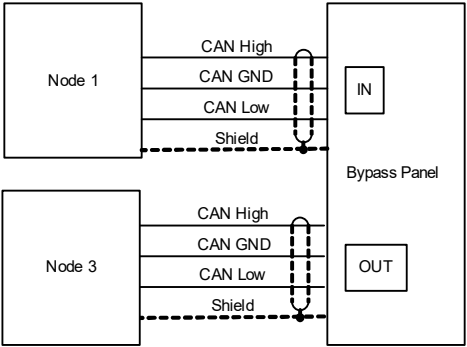 CAN High
Node 1
CAN GND
IN
CAN Low
Shield
Bypass Panel
CAN High
CAN GND
Node 3
OUT
CAN Low
Shield